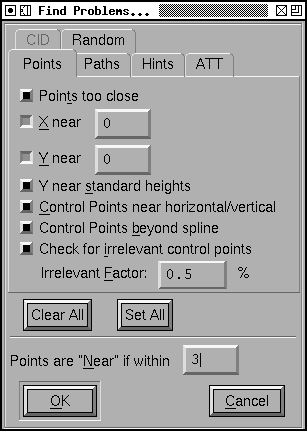 Find Problems...
CID Random
Points Paths Hints ATT
Points too close
X near 0
Y near 0
Y near standard heights
Control Points near horizontal/vertical
Control Points beyond spline
Check for irrelevant control points
Irrelevant Factor: 0.5 %
Clear All Set All
Points are "Near" if within 3
OK Cancel